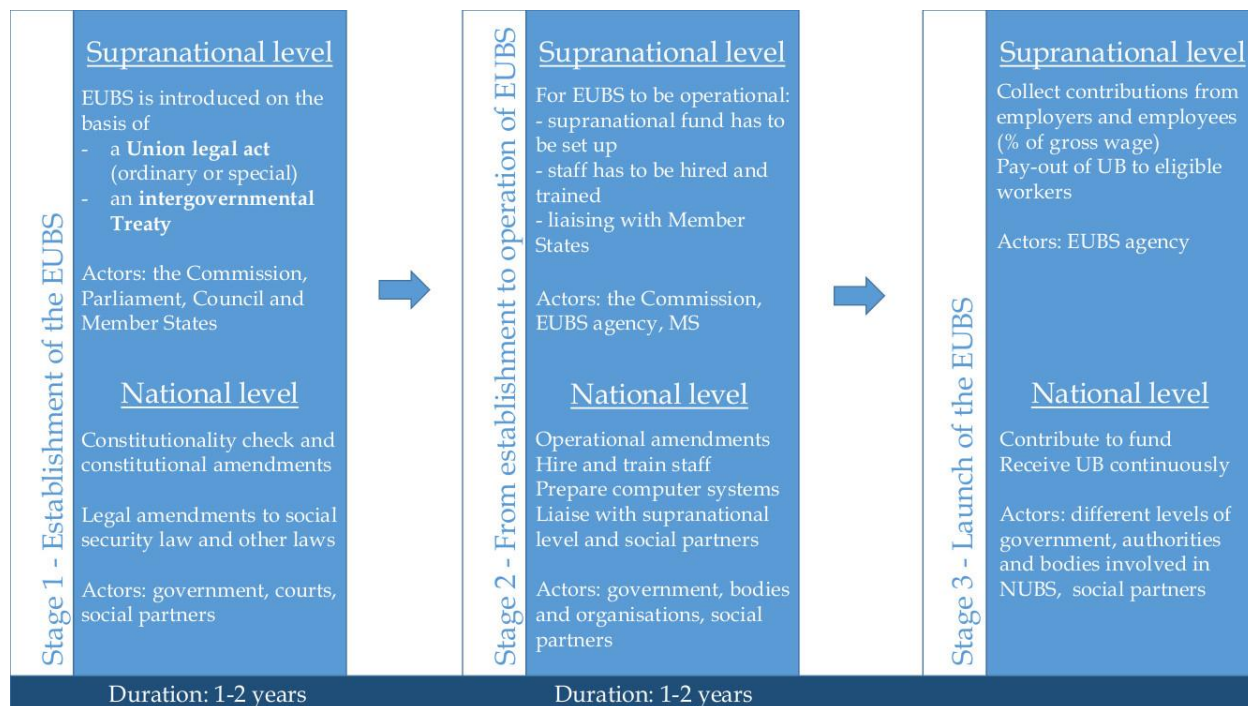 Stage 1 - Establishment of the EUBS
Supranational level
EUBS is introduced on the
basis of
- a Union legal act
(ordinary or special)
- an intergovernmental
Treaty
Actors: the Commission,
Parliament, Council and
Member States
National level
Constitutionality check and
constitutional amendments
Legal amendments to social
security law and other laws
Actors: government, courts,
social partners
Duration: 1-2 years
Stage 2 - From establishment to operation of EUBS
Supranational level
For EUBS to be operational:
- supranational fund has to
be set up
- staff has to be hired and
trained
- liaising with Member
States
Actors: the Commission,
EUBS agency, MS
National level
Operational amendments
Hire and train staff
Prepare computer systems
Liaise with supranational
level and social partners
Actors: government, bodies
and organisations, social
partners
Duration: 1-2 years
Stage 3 - Launch of the EUBS
Supranational level
Collect contributions from
employers and employees
(% of gross wage)
Pay-out of UB to eligible
workers
Actors: EUBS agency
National level
Contribute to fund
Receive UB continuously
Actors: different levels of
government, authorities
and bodies involved in
NUBS, social partners